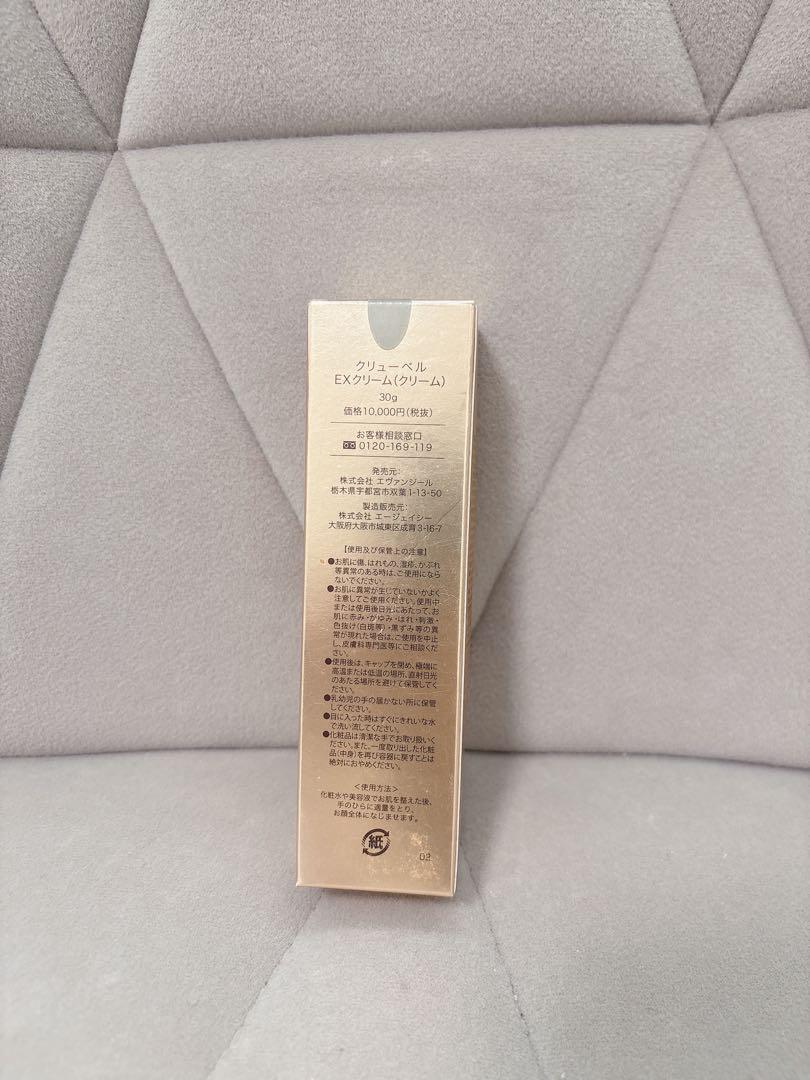 クリューベル
EXクリーム(クリーム)
30g
価格10,000円(税抜)
お客様相談窓口
0120-169-119
発売元:
株式会社 エヴァンジール
栃木県宇都宮市双葉1-13-50
製造販売元:
株式会社 エージェイシー
大阪府大阪市城東区成育3-16-7
【使用及び保管上の注意】
●お肌に傷、はれもの、湿疹、かぶれ
等異常のある時は、ご使用になら
ないでください。
●お肌に異常が生じていないかよく
注意してご使用ください。使用中
または使用後日光にあたって、お
肌に赤み・かゆみ・はれ・刺激・
色抜け(白斑等)・黒ずみ等の異
常が現れた場合は、ご使用を中止
し、皮膚科専門医等にご相談くだ
さい。
●使用後は、キャップを閉め、極端に
高温または低温の場所、直射日光
のあたる場所を避けて保管してく
ださい。
●乳幼児の手の届かない所に保管
してください。
●目に入った時はすぐにきれいな水
で洗い流してください。
●化粧品は清潔な手でお取り扱いく
ださい。また、一度取り出した化粧
品(中身)を再び容器に戻すことは
絶対におやめください。
<使用方法>
化粧水や美容液でお肌を整えた後、
手のひらに適量をとり、
お顔全体になじませます。
紙
02